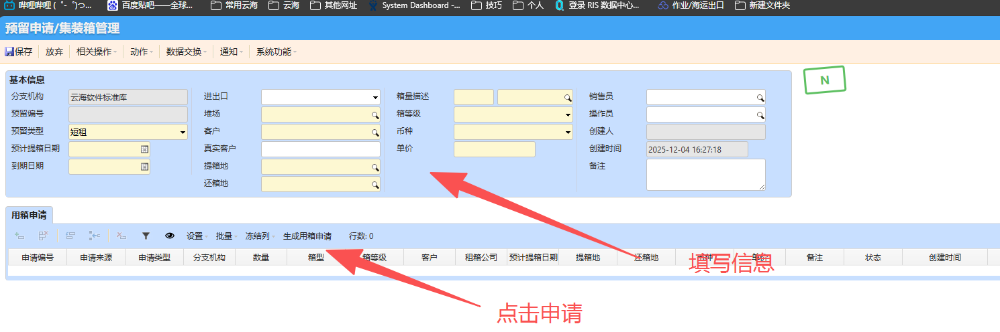 哔哩哔哩 (゜-゜)つ...
百度贴吧——全球...
常用云海
云海
其他网址
System Dashboard -...
技巧
个人
登录 RIS 数据中心...
作业/海运出口
新建文件夹
预留申请/集装箱管理
保存 放弃 相关操作 动作 数据交换 通知 系统功能
基本信息
分支机构 云海软件标准库 进出口 箱量描述 销售员
预留编号 堆场 箱等级 操作员
预留类型 短租 客户 币种 创建人
预计提箱日期 真实客户 单价 创建时间 2025-12-04 16:27:18
到期日期 提箱地 备注
还箱地
N
用箱申请
设置 批量 冻结列 生成用箱申请 行数: 0
申请编号 申请来源 申请类型 分支机构 数量 箱型 箱等级 客户 租箱公司 预计提箱日期 提箱地 还箱地 币种 单价 备注 状态 创建时间
填写信息
点击申请